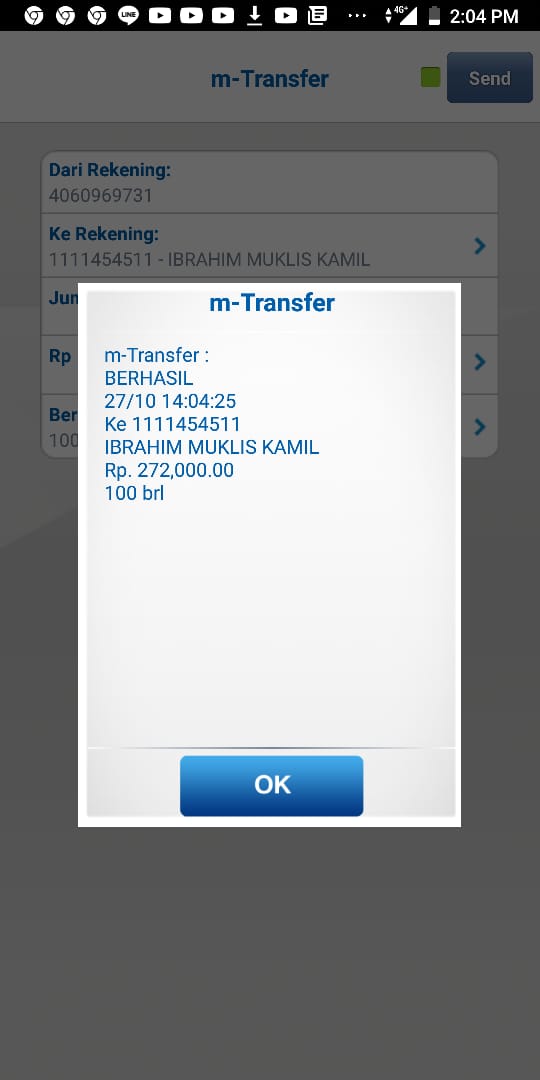 LINE
4G+
2:04 PM
m-Transfer
Send
Dari Rekening:
4060969731
Ke Rekening:
1111454511 - IBRAHIM MUKLIS KAMIL
Jun
Rp
Ber
100
m-Transfer
m-Transfer :
BERHASIL
27/10 14:04:25
Ke 1111454511
IBRAHIM MUKLIS KAMIL
Rp. 272,000.00
100 brl
OK